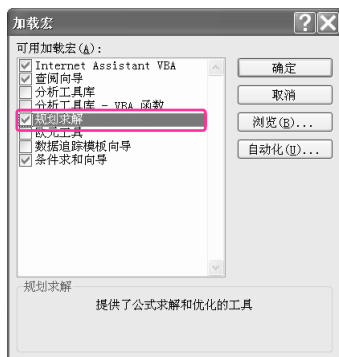 加载宏
可用加载宏(A):
Internet Assistant VBA
查阅向导
分析工具库
分析工具库 - VBA 函数
规划求解
欧元工具
数据追踪模板向导
条件求和向导
确定
取消
浏览(B)...
自动化(U)...
规划求解
提供了公式求解和优化的工具